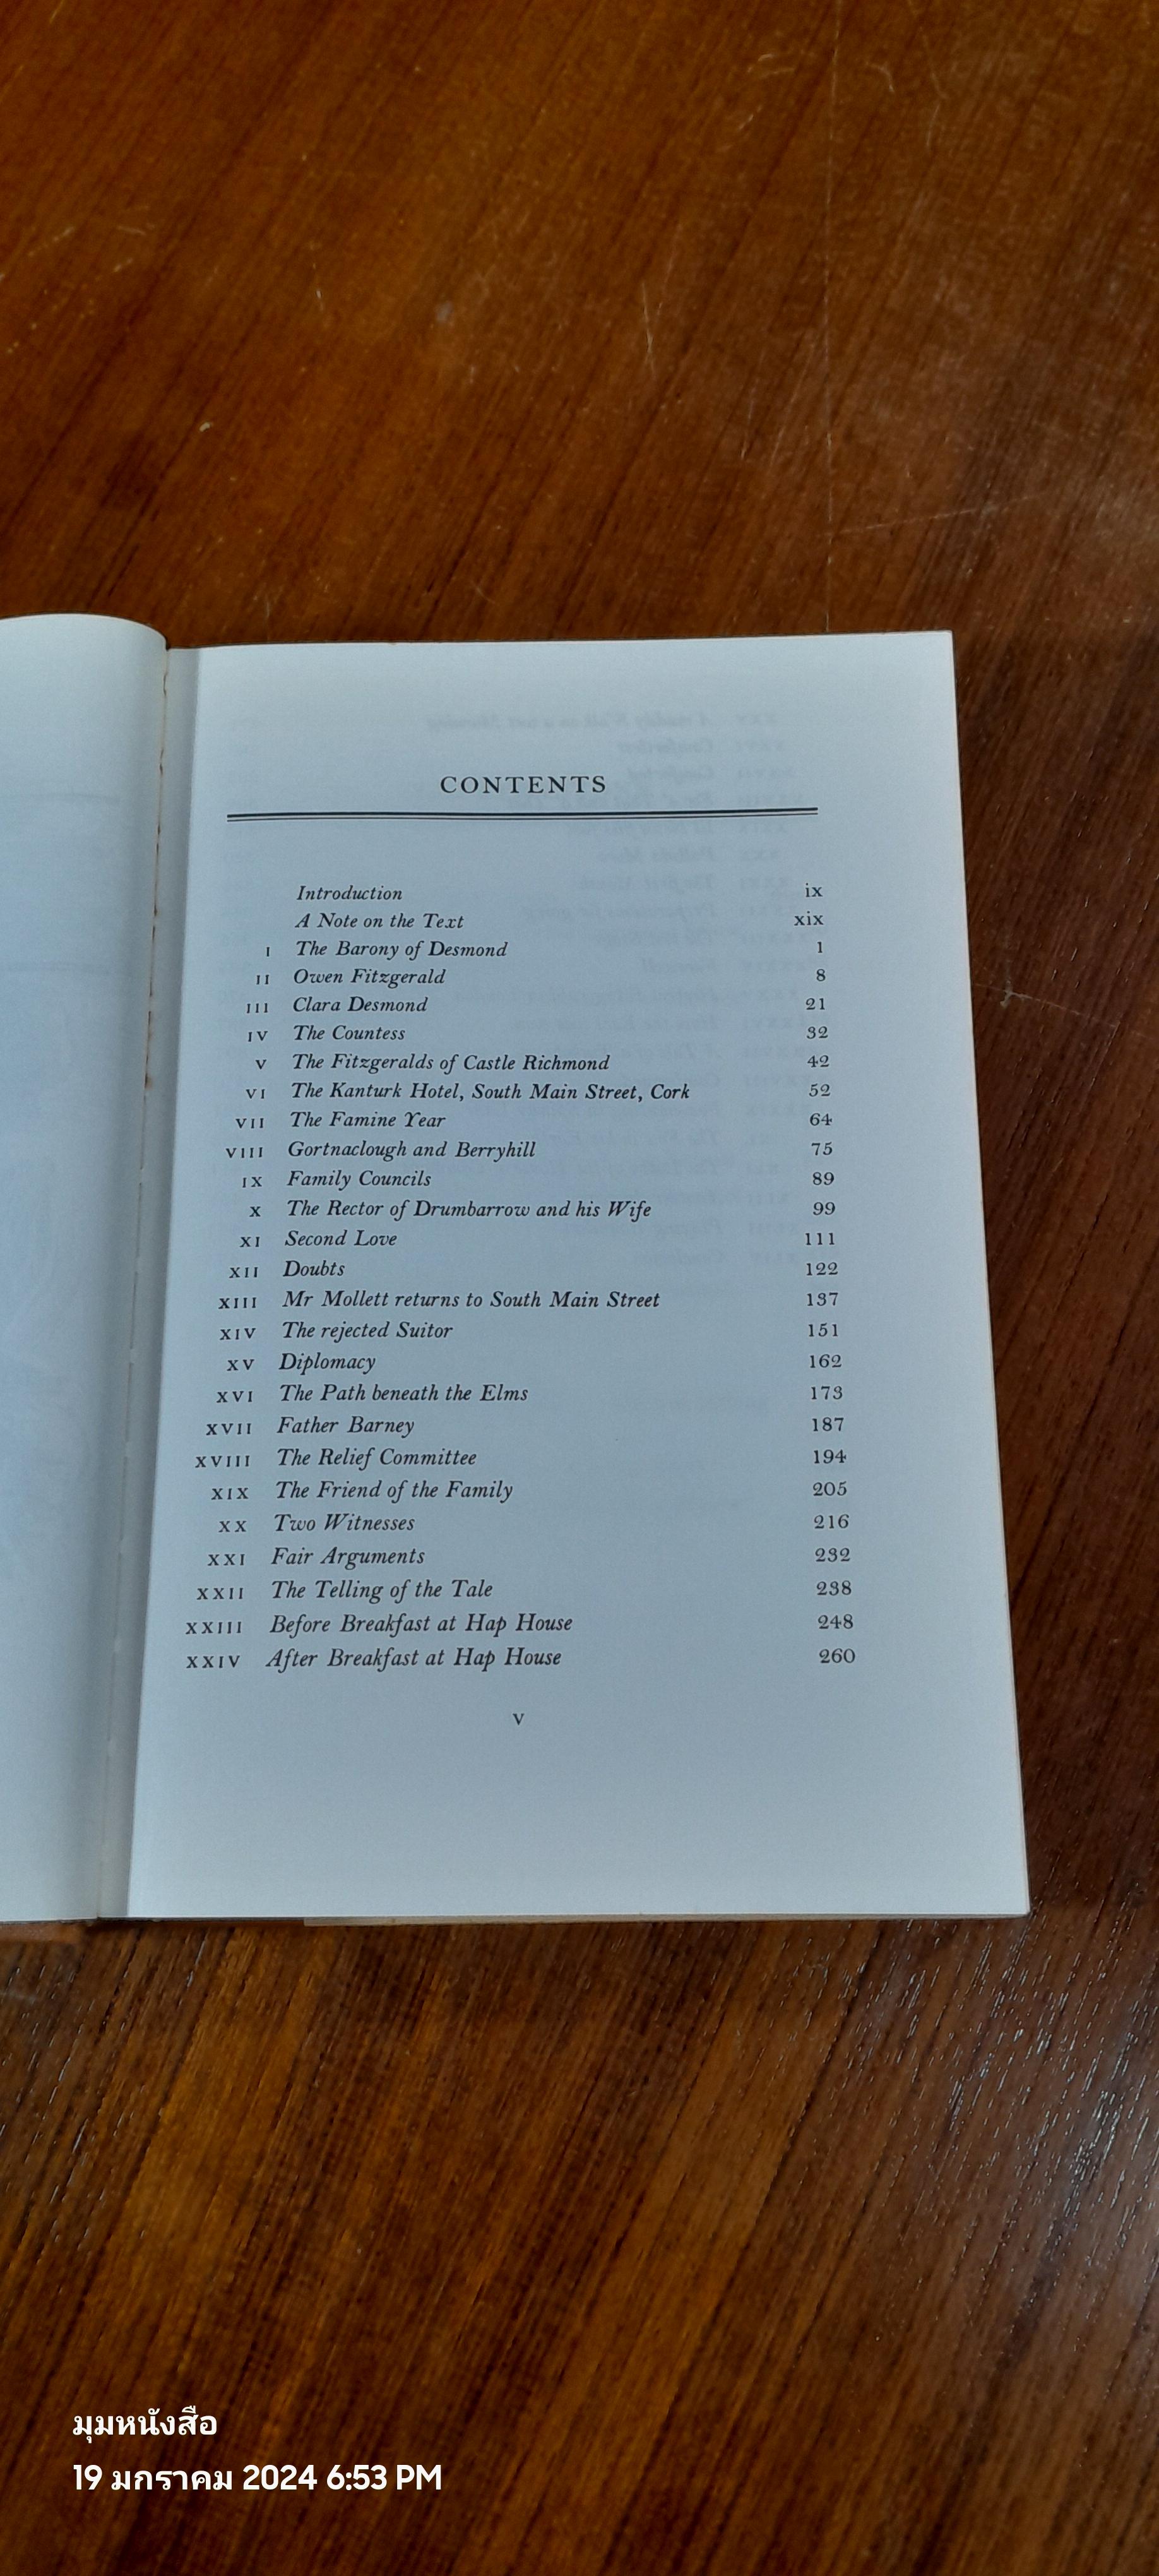 CONTENTS
Introduction ix
A Note on the Text xix
I The Barony of Desmond 1
II Owen Fitzgerald 8
III Clara Desmond 21
IV The Countess 32
V The Fitzgeralds of Castle Richmond 42
VI The Kanturk Hotel, South Main Street, Cork 52
VII The Famine Year 64
VIII Gortnaclough and Berryhill 75
IX Family Councils 89
X The Rector of Drumbarrow and his Wife 99
XI Second Love 111
XII Doubts 122
XIII Mr Mollett returns to South Main Street 137
XIV The rejected Suitor 151
XV Diplomacy 162
XVI The Path beneath the Elms 173
XVII Father Barney 187
XVIII The Relief Committee 194
XIX The Friend of the Family 205
XX Two Witnesses 216
XXI Fair Arguments 232
XXII The Telling of the Tale 238
XXIII Before Breakfast at Hap House 248
XXIV After Breakfast at Hap House 260
v
มุมหนังสือ
19 มกราคม 2024 6:53 PM